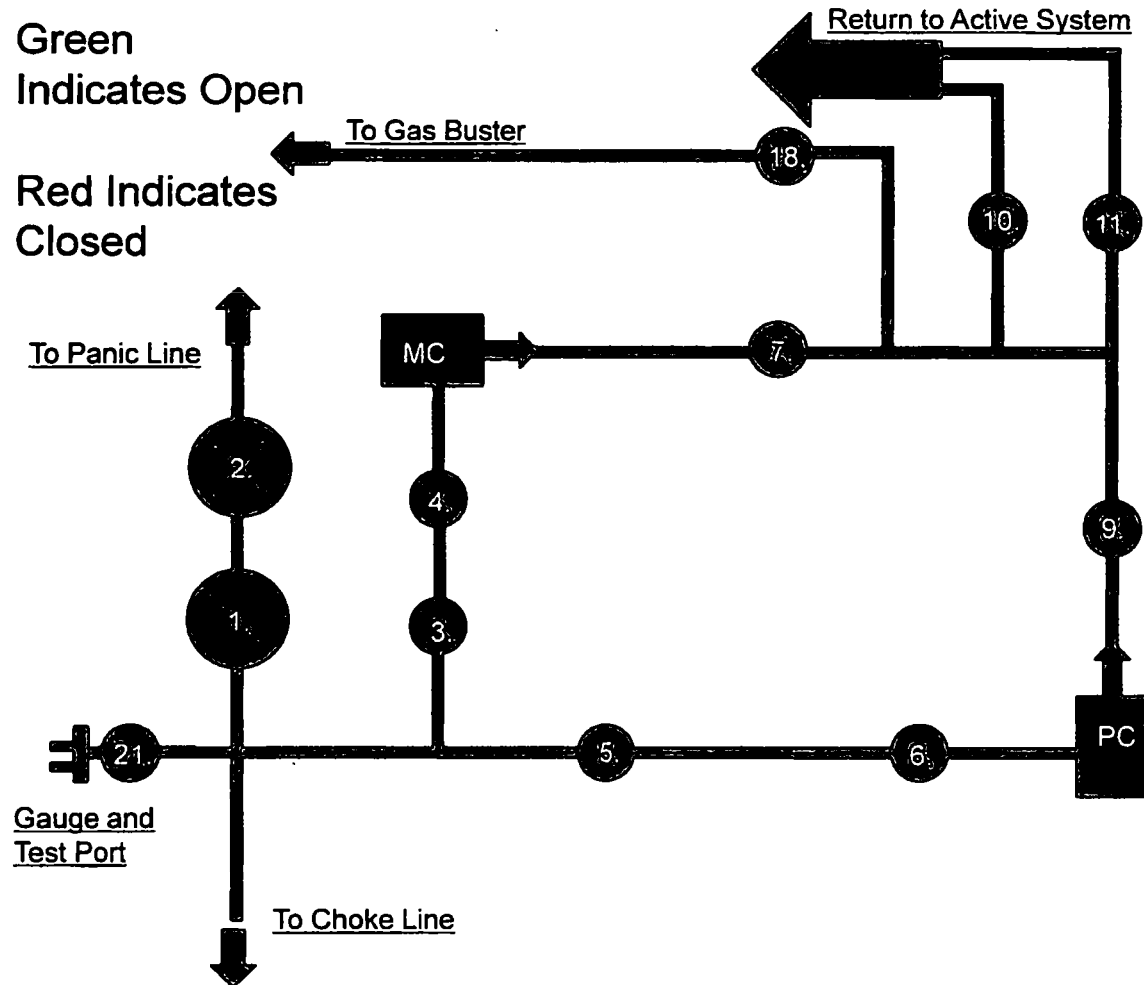 Green
Indicates Open
Red Indicates
Closed
Return to Active System
To Gas Buster
18.
10.
11.
To Panic Line
MC
7.
2.
4.
9.
1.
3.
21.
5.
6.
PC
Gauge and
Test Port
To Choke Line